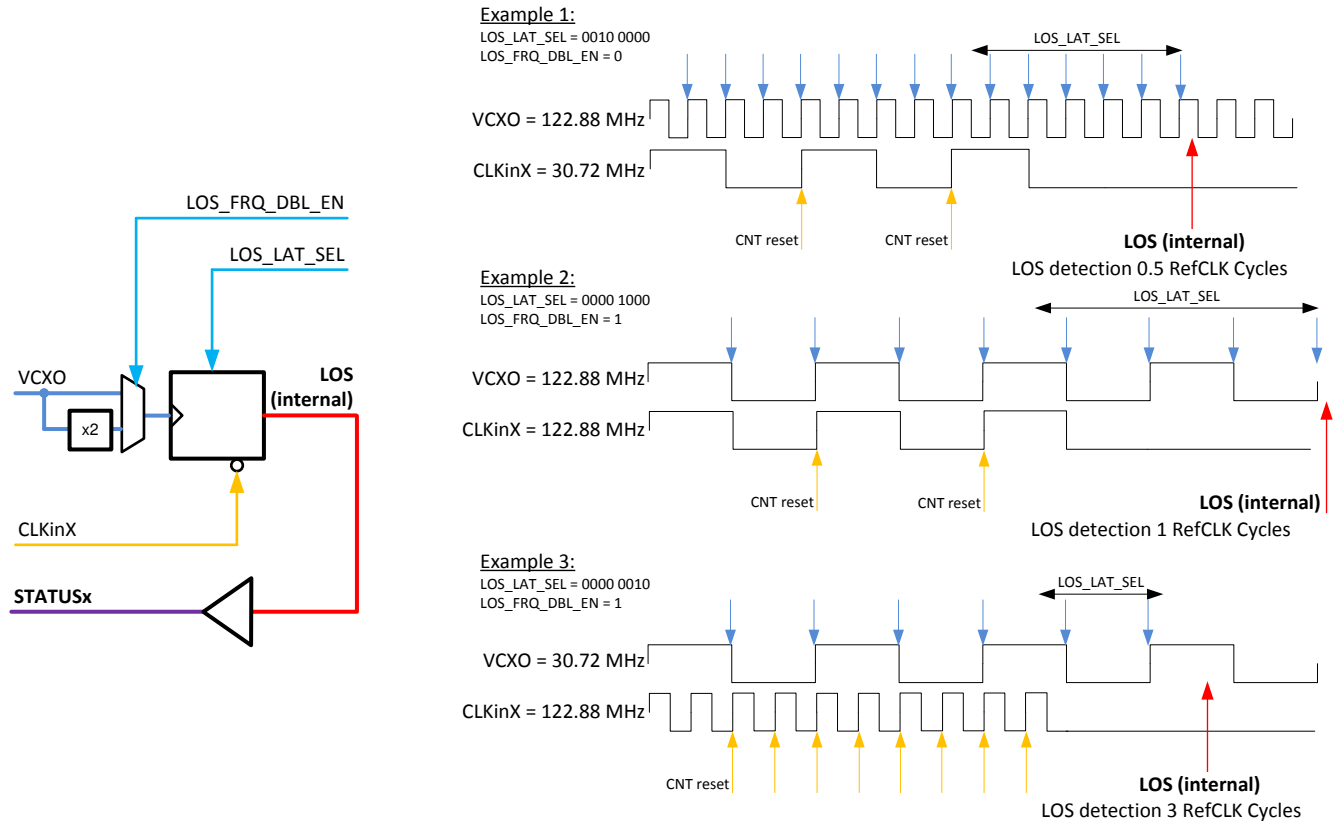 LOS_FRQ_DBL_EN
LOS_LAT_SEL
VCXO
x2
LOS
(internal)
CLKinX
STATUSx
Example 1:
LOS_LAT_SEL = 0010 0000
LOS_FRQ_DBL_EN = 0
LOS_LAT_SEL
VCXO = 122.88 MHz
CLKinX = 30.72 MHz
CNT reset
CNT reset
LOS (internal)
LOS detection 0.5 RefCLK Cycles
Example 2:
LOS_LAT_SEL = 0000 1000
LOS_FRQ_DBL_EN = 1
LOS_LAT_SEL
VCXO = 122.88 MHz
CLKinX = 122.88 MHz
CNT reset
CNT reset
LOS (internal)
LOS detection 1 RefCLK Cycles
Example 3:
LOS_LAT_SEL = 0000 0010
LOS_FRQ_DBL_EN = 1
LOS_LAT_SEL
VCXO = 30.72 MHz
CLKinX = 122.88 MHz
CNT reset
LOS (internal)
LOS detection 3 RefCLK Cycles